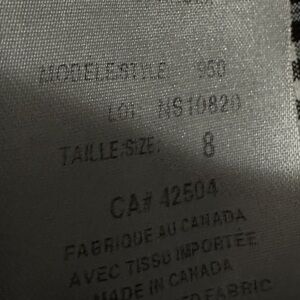 MODELE/STYLE 950
LOT NS10820
TAILLE/SIZE: 8
CA# 42504
FABRIQUE AU CANADA
AVEC TISSU IMPORTÉE
MADE IN CANADA
FABRIC